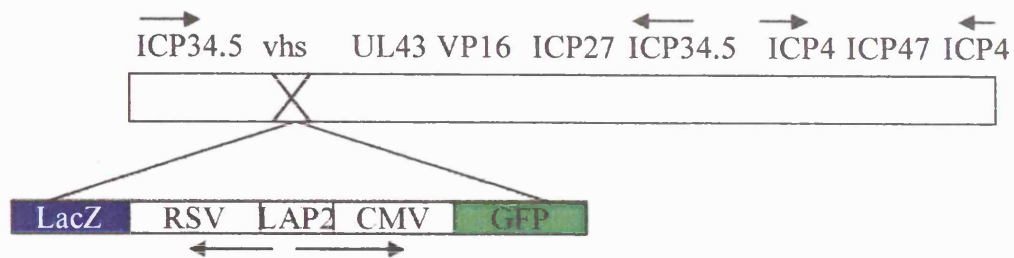 ICP34.5 vhs UL43 VP16 ICP27 ICP34.5 ICP4 ICP47 ICP4
LacZ RSV LAP2 CMV GFP